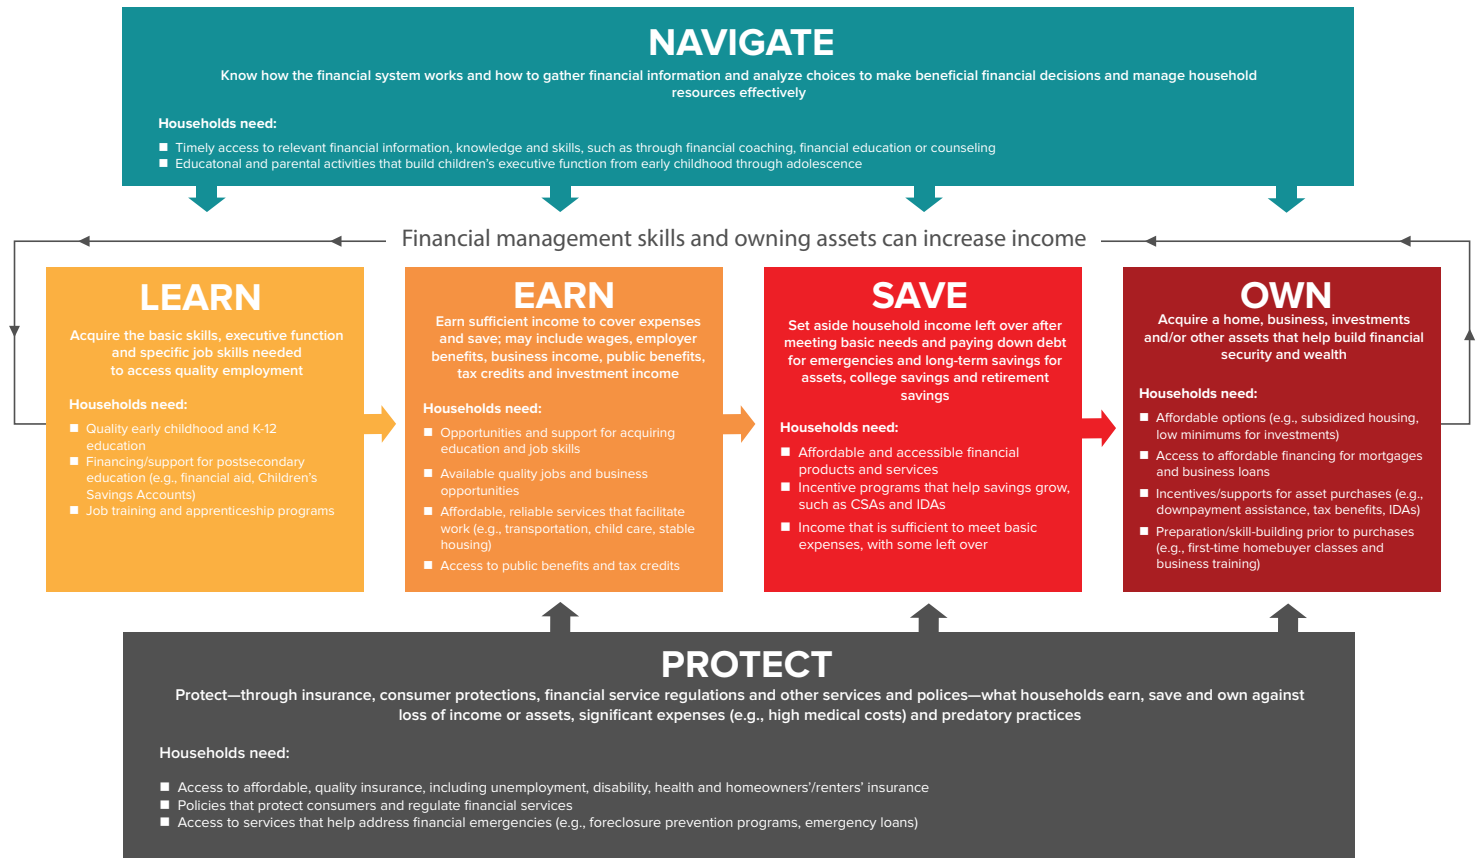 NAVIGATE
Know how the financial system works and how to gather financial information and analyze choices to make beneficial financial decisions and manage household
resources effectively
Households need:
Timely access to relevant financial information, knowledge and skills, such as through financial coaching, financial education or counseling
Educatonal and parental activities that build children's executive function from early childhood through adolescence
Financial management skills and owning assets can increase income
LEARN
Acquire the basic skills, executive function
and specific job skills needed
to access quality employment
Households need:
Quality early childhood and K-12
education
Financing/support for postsecondary
education (e.g., financial aid, Children's
Savings Accounts)
Job training and apprenticeship programs
EARN
Earn sufficient income to cover expenses
and save; may include wages, employer
benefits, business income, public benefits,
tax credits and investment income
Households need:
Opportunities and support for acquiring
education and job skills
Available quality jobs and business
opportunities
Affordable, reliable services that facilitate
work (e.g., transportation, child care, stable
housing)
Access to public benefits and tax credits
SAVE
Set aside household income left over after
meeting basic needs and paying down debt
for emergencies and long-term savings for
assets, college savings and retirement
savings
Households need:
Affordable and accessible financial
products and services
Incentive programs that help savings grow,
such as CSAs and IDAs
Income that is sufficient to meet basic
expenses, with some left over
OWN
Acquire a home, business, investments
and/or other assets that help build financial
security and wealth
Households need:
Affordable options (e.g., subsidized housing,
low minimums for investments)
Access to affordable financing for mortgages
and business loans
Incentives/supports for asset purchases (e.g.,
downpayment assistance, tax benefits, IDAs)
Preparation/skill-building prior to purchases
(e.g., first-time homebuyer classes and
business training)
PROTECT
Protect—through insurance, consumer protections, financial service regulations and other services and polices—what households earn, save and own against
loss of income or assets, significant expenses (e.g., high medical costs) and predatory practices
Households need:
Access to affordable, quality insurance, including unemployment, disability, health and homeowners'/renters' insurance
Policies that protect consumers and regulate financial services
Access to services that help address financial emergencies (e.g., foreclosure prevention programs, emergency loans)